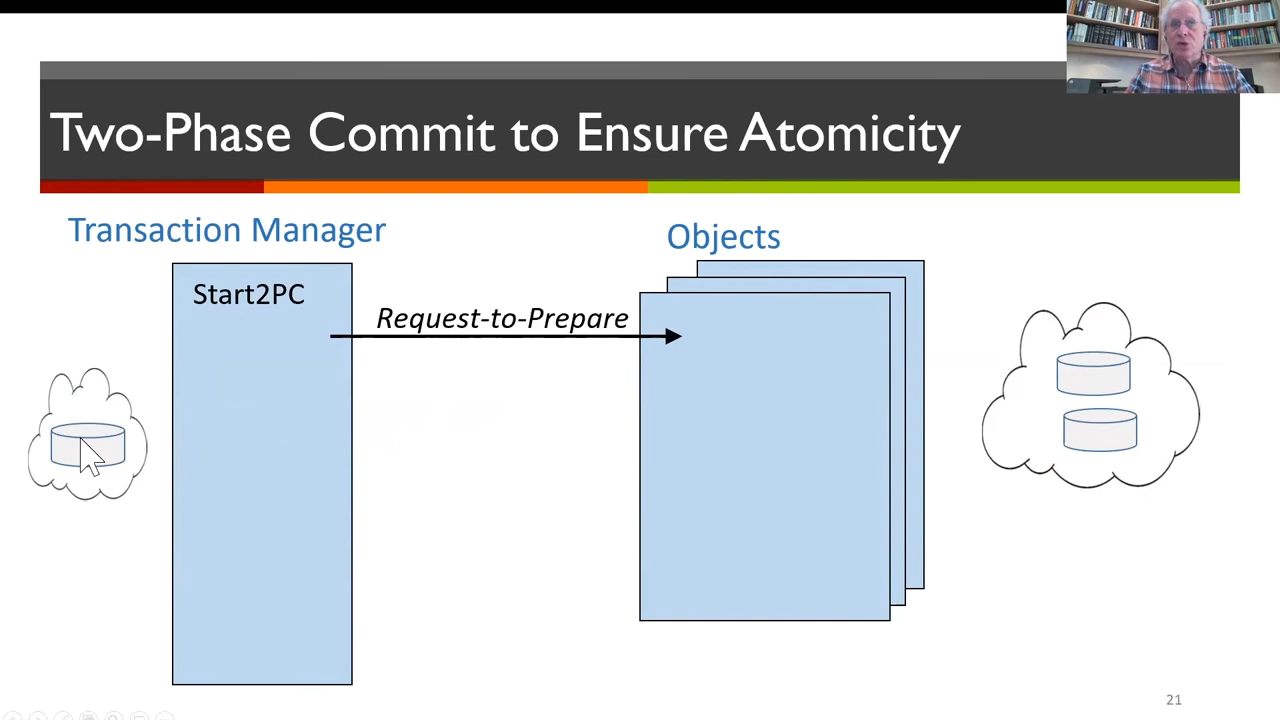 Two-Phase Commit to Ensure Atomicity
Transaction Manager
Objects
Start2PC
Request-to-Prepare
21